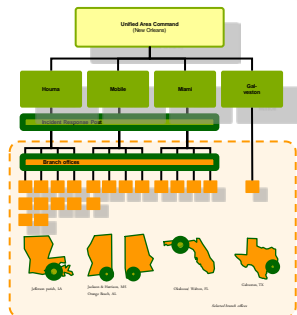 Unified Area Command
(New Orleans)
Houma
Mobile
Miami
Gal-
veston
Incident Response Post
Branch offices
Jefferson parish, LA
Jackson & Harrison, MS
Orange Beach, AL
Okaloosa, Walton, FL
Galveston, TX
Selected branch offices